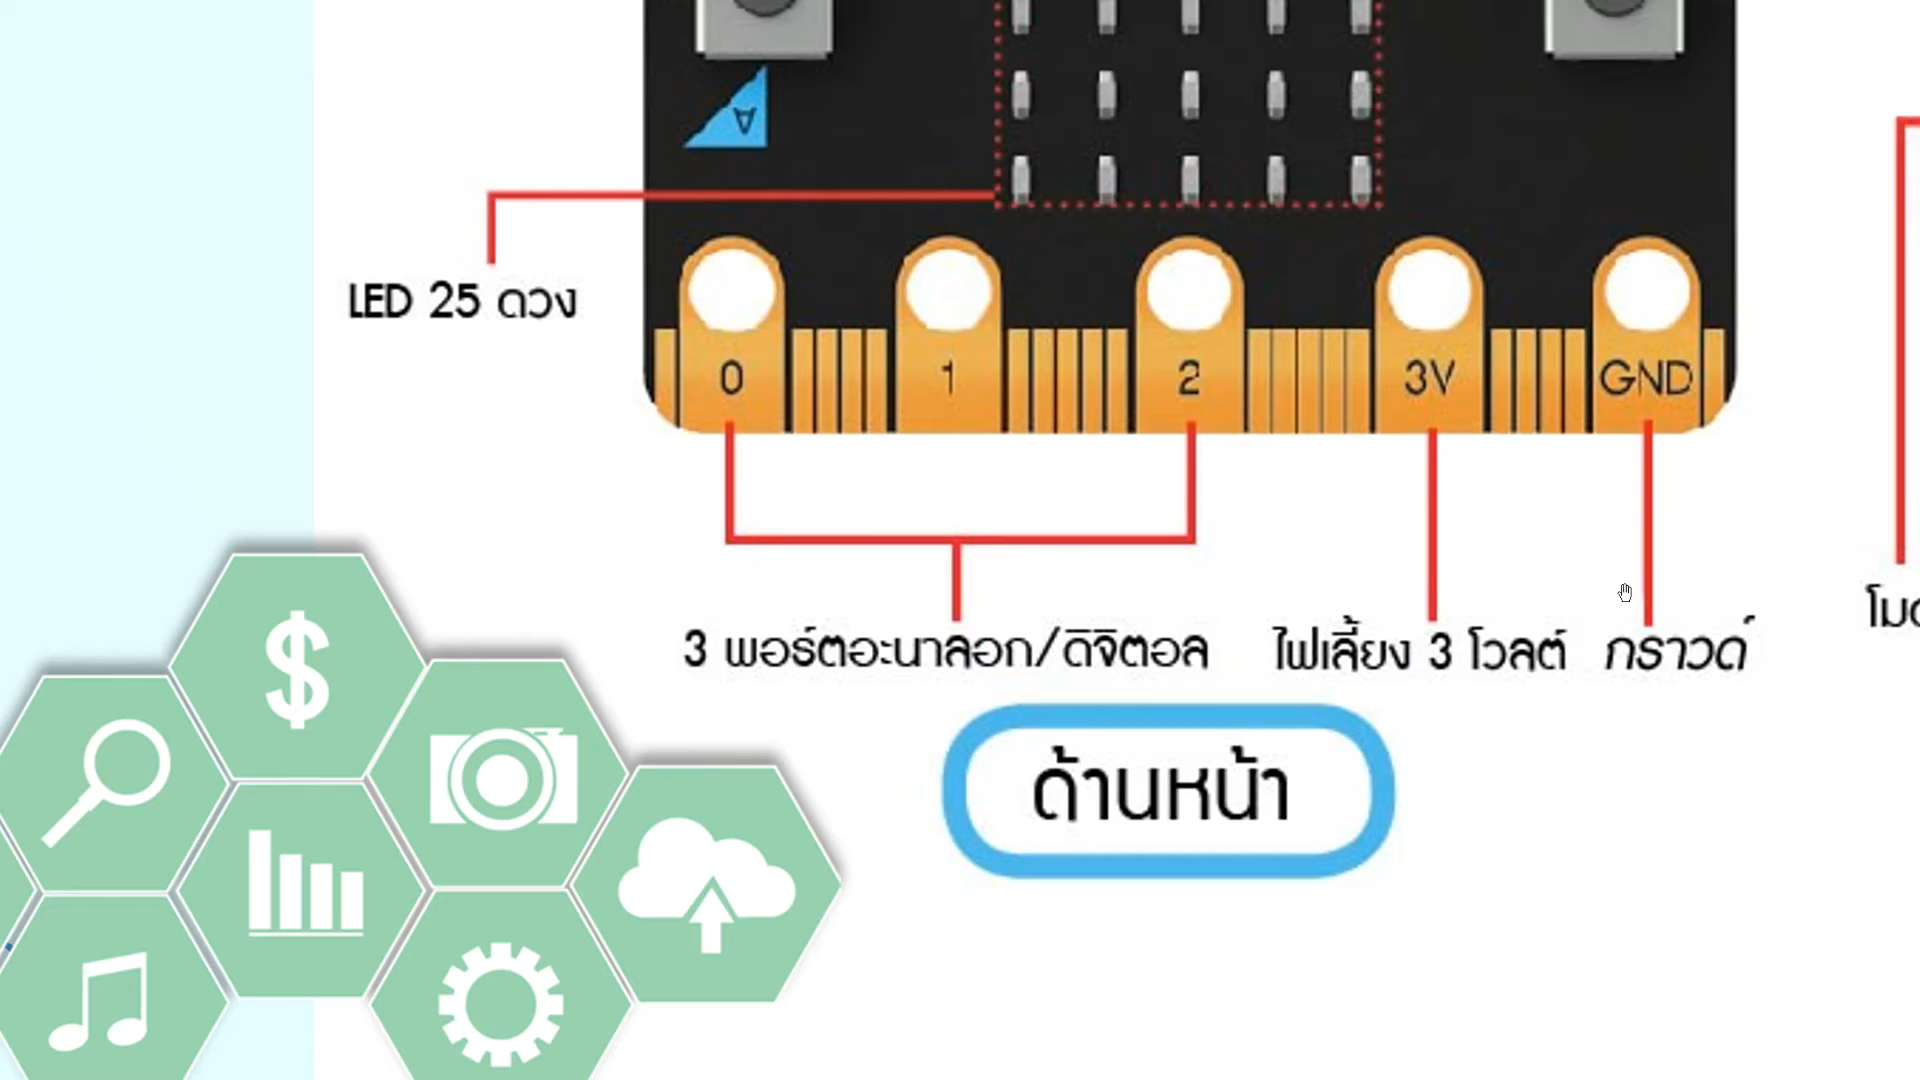 A
LED 25 ดวง
0 1 2 3V GND
3 พอร์ตอะนาลอก/ดิจิตอล ไฟเลี้ยง 3 โวลต์ กราวด์
ด้านหน้า